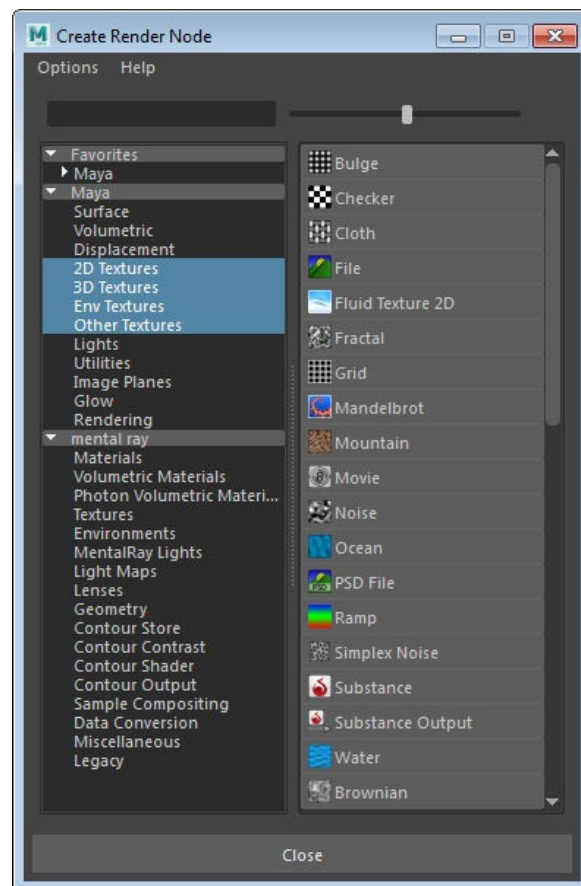 Create Render Node
Options Help
Favorites
Maya
Maya
Surface
Volumetric
Displacement
2D Textures
3D Textures
Env Textures
Other Textures
Lights
Utilities
Image Planes
Glow
Rendering
mental ray
Materials
Volumetric Materials
Photon Volumetric Materi...
Textures
Environments
MentalRay Lights
Light Maps
Lenses
Geometry
Contour Store
Contour Contrast
Contour Shader
Contour Output
Sample Compositing
Data Conversion
Miscellaneous
Legacy
Bulge
Checker
Cloth
File
Fluid Texture 2D
Fractal
Grid
Mandelbrot
Mountain
Movie
Noise
Ocean
PSD File
Ramp
Simplex Noise
Substance
Substance Output
Water
Brownian
Close